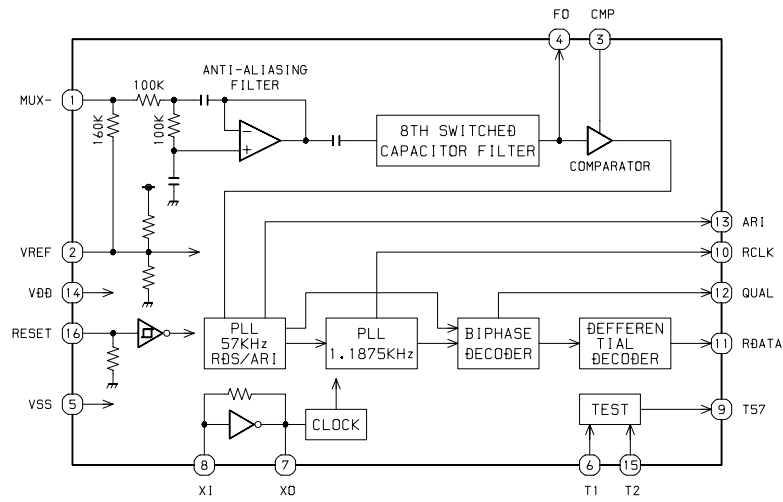 FO CMP
4 3
ANTI-ALIASING
FILTER
100K
MUX- 1
160K
100K
8TH SWITCHED
CAPACITOR FILTER
COMPARATOR
13 ARI
VREF 2
10 RCLK
VDD 14
12 QUAL
RESET 16
PLL
57KHz
RDS/ARI
PLL
1.1875KHz
BIPHASE
DECODER
DEFFEREN
TIAL
DECODER
11 RDATA
VSS 5
CLOCK
TEST
9 T57
8 7 6 15
XI XO T1 T2